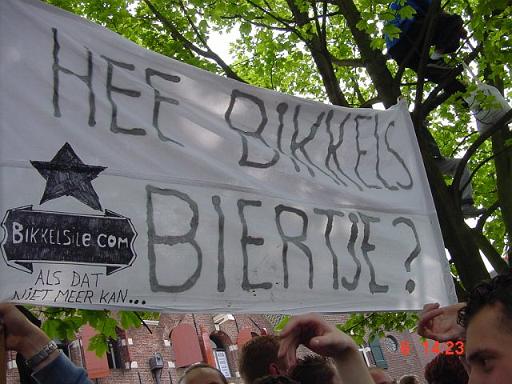 HEE BIKKELS
BIERTJE?
BIKKELSITE.COM
ALS DAT
NIET MEER KAN...
14:23